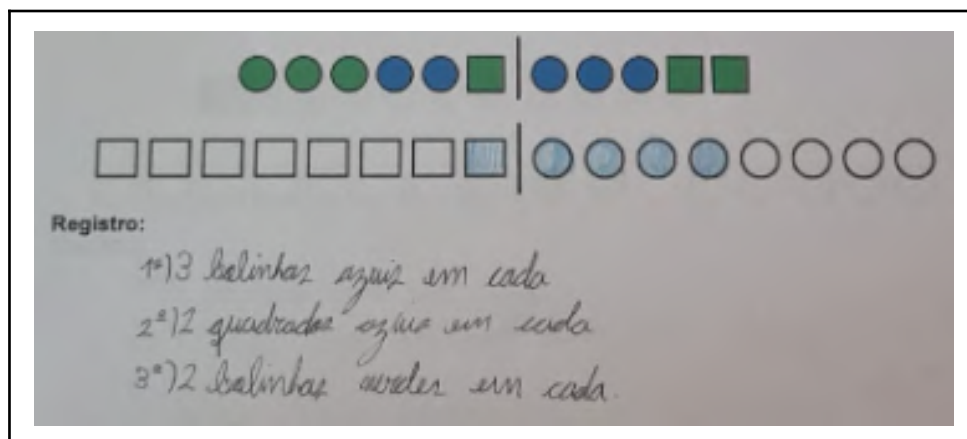 Registro:
1º) 3 bolinhas azuis em cada
2º) 2 quadrados azuis em cada
3º) 2 bolinhas verdes em cada.